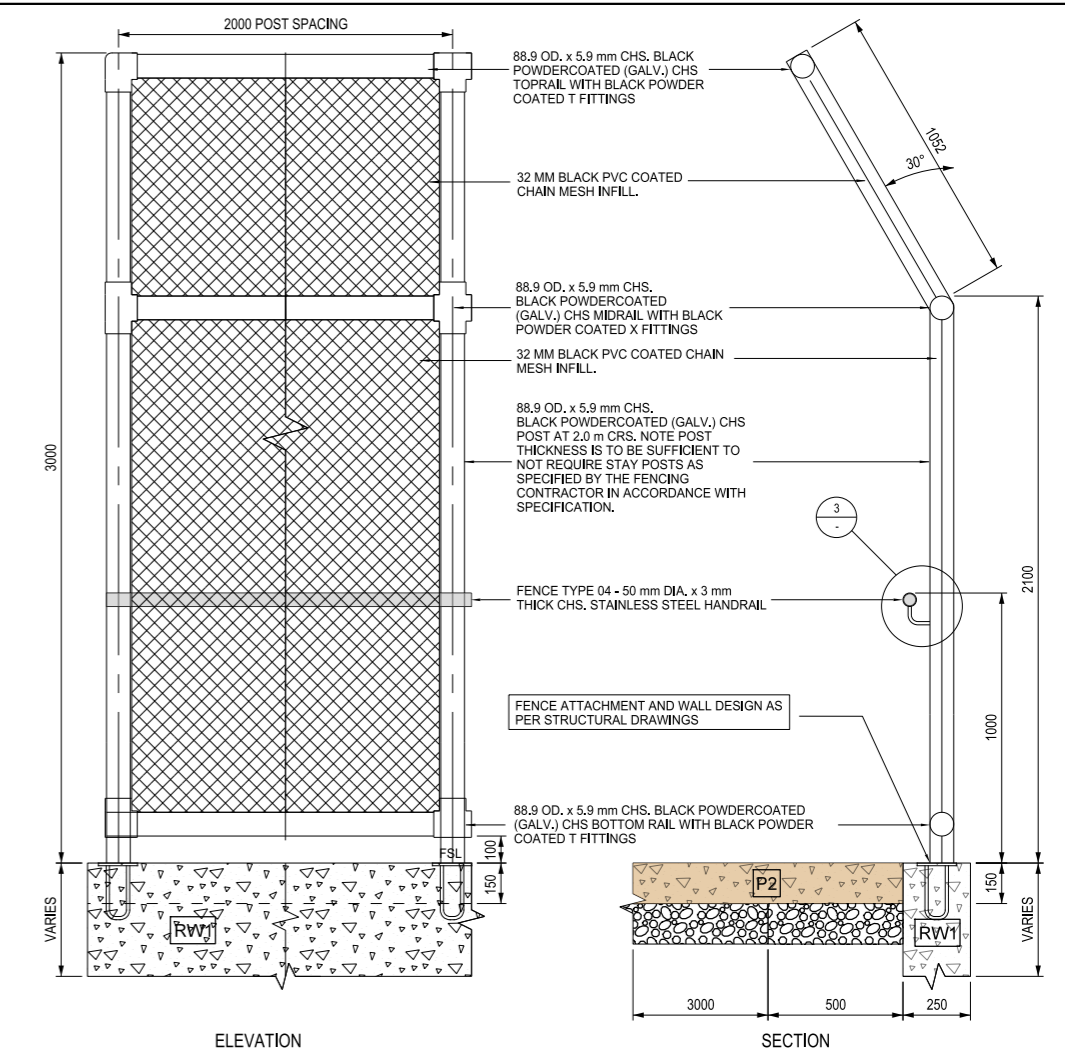 2000 POST SPACING
88.9 OD. x 5.9 mm CHS. BLACK
POWDERCOATED (GALV.) CHS
TOPRAIL WITH BLACK POWDER
COATED T FITTINGS
1052
30°
32 MM BLACK PVC COATED
CHAIN MESH INFILL.
88.9 OD. x 5.9 mm CHS.
BLACK POWDERCOATED
(GALV.) CHS MIDRAIL WITH BLACK
POWDER COATED X FITTINGS
32 MM BLACK PVC COATED CHAIN
MESH INFILL.
88.9 OD. x 5.9 mm CHS.
BLACK POWDERCOATED (GALV.) CHS
POST AT 2.0 m CRS. NOTE POST
THICKNESS IS TO BE SUFFICIENT TO
NOT REQUIRE STAY POSTS AS
SPECIFIED BY THE FENCING
CONTRACTOR IN ACCORDANCE WITH
SPECIFICATION.
3000
3
-
2100
FENCE TYPE 04 - 50 mm DIA. x 3 mm
THICK CHS. STAINLESS STEEL HANDRAIL
FENCE ATTACHMENT AND WALL DESIGN AS
PER STRUCTURAL DRAWINGS
1000
88.9 OD. x 5.9 mm CHS. BLACK POWDERCOATED
(GALV.) CHS BOTTOM RAIL WITH BLACK POWDER
COATED T FITTINGS
100
FSL
150
VARIES
RW1
P2
150
RW1
VARIES
3000
500
250
ELEVATION
SECTION